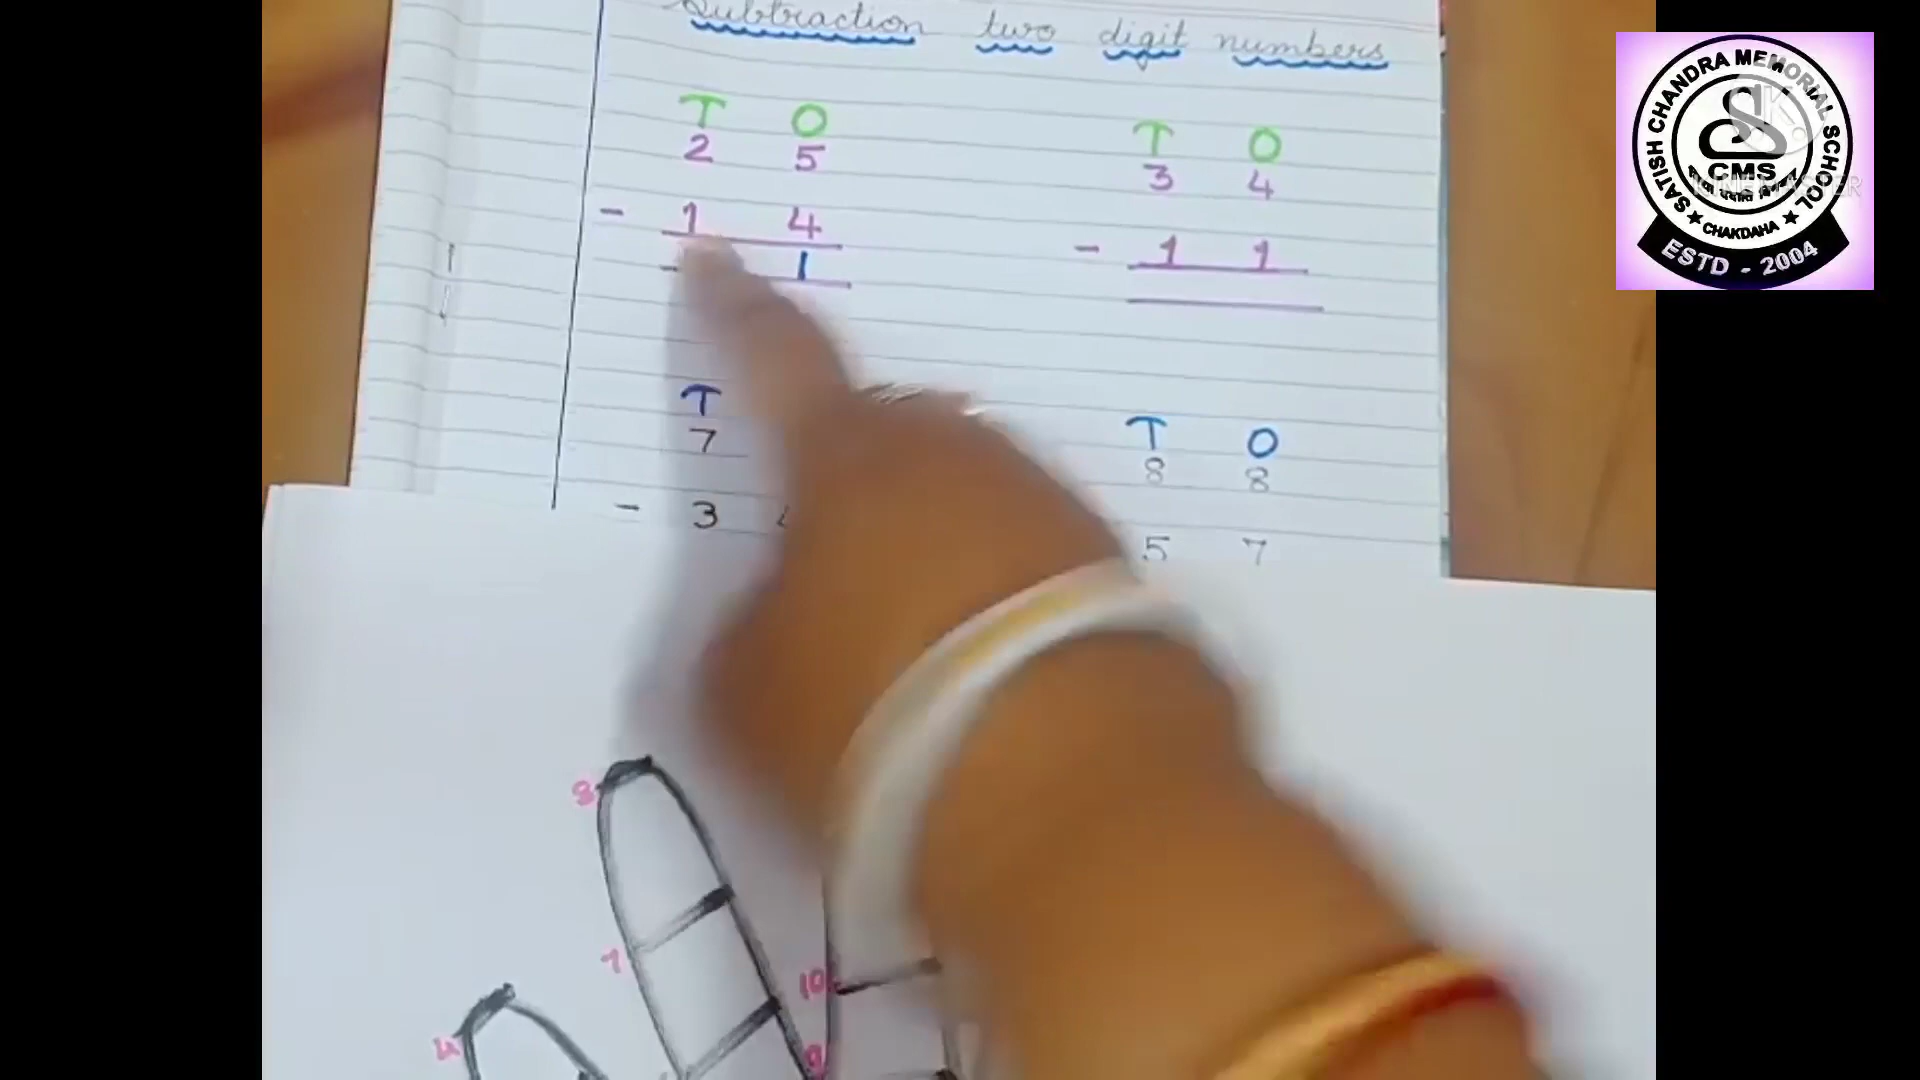 Subtraction two digit numbers
T O
2 5
- 1 4
1
T O
3 4
- 1 1
T
7
- 3
T O
8 8
5 7
8
7
10
9
4
SATISH CHANDRA MEMORIAL SCHOOL
CMS
CHAKDAHA
ESTD - 2004